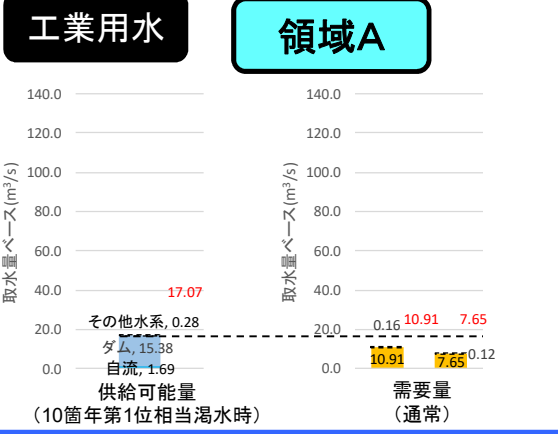 工業用水
領域A
取水量ベース(m³/s)
140.0
120.0
100.0
80.0
60.0
40.0
20.0
0.0
17.07
その他水系, 0.28
ダム, 15.38
自流, 1.69
供給可能量
（10箇年第1位相当渇水時）
取水量ベース(m³/s)
140.0
120.0
100.0
80.0
60.0
40.0
20.0
0.0
0.16 10.91 7.65
10.91 7.65 0.12
需要量
（通常）